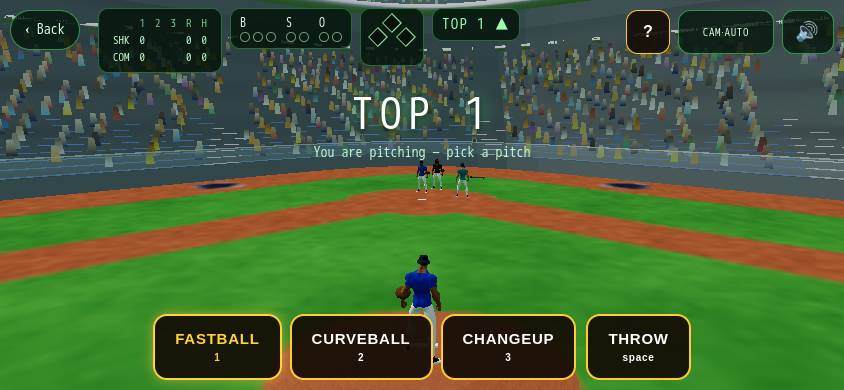 ‹ Back
1 2 3 R H
SHK 0 0 0
COM 0 0 0
B S O
TOP 1 ▲
?
CAM·AUTO
TOP 1
You are pitching — pick a pitch
FASTBALL
1
CURVEBALL
2
CHANGEUP
3
THROW
space